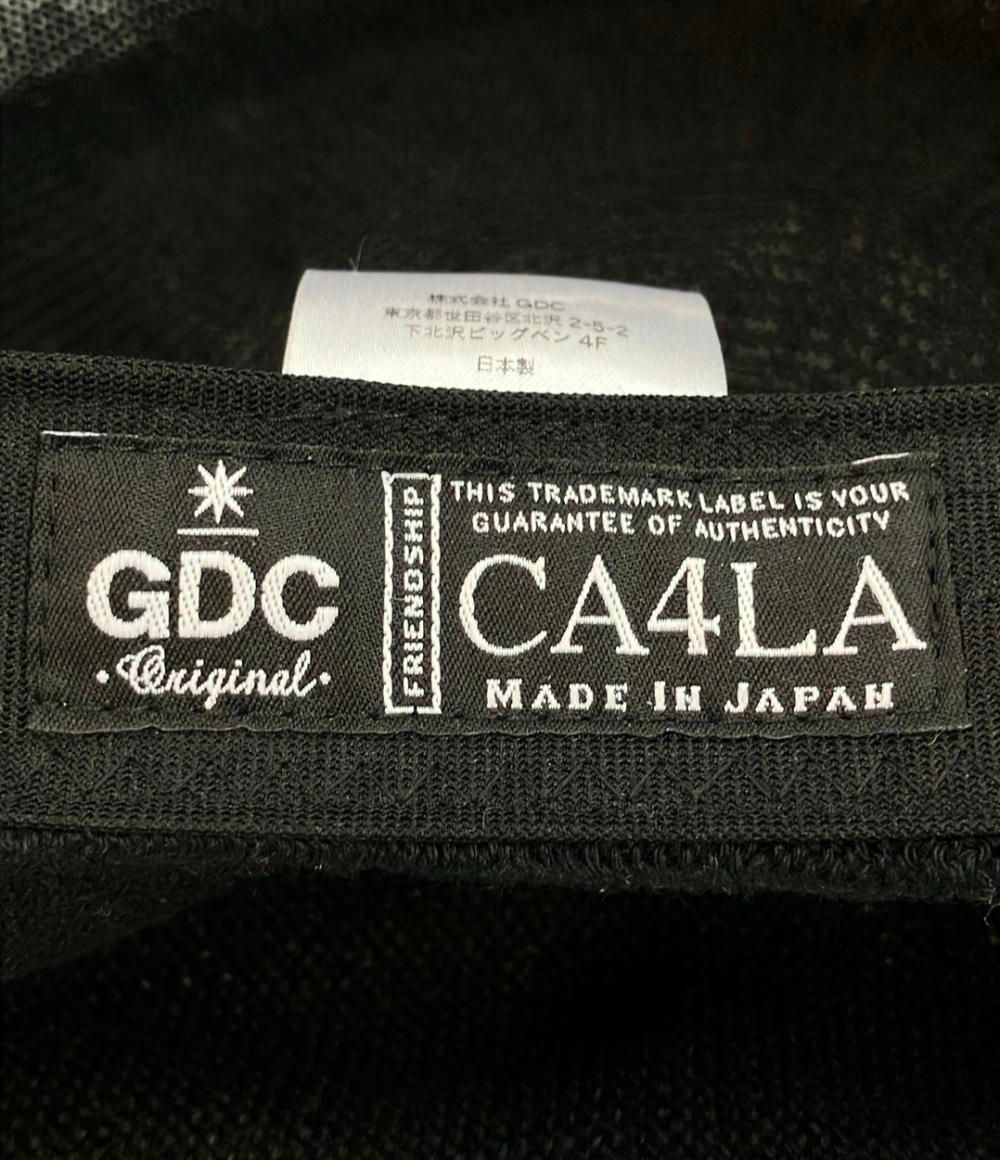 株式会社 GDC
東京都世田谷区北沢 2-5-2
下北沢ビッグベン 4F
日本製
GDC
・Original・
FRIENDSHIP
THIS TRADEMARK LABEL IS YOUR
GUARANTEE OF AUTHENTICITY
CA4LA
MADE IN JAPAN